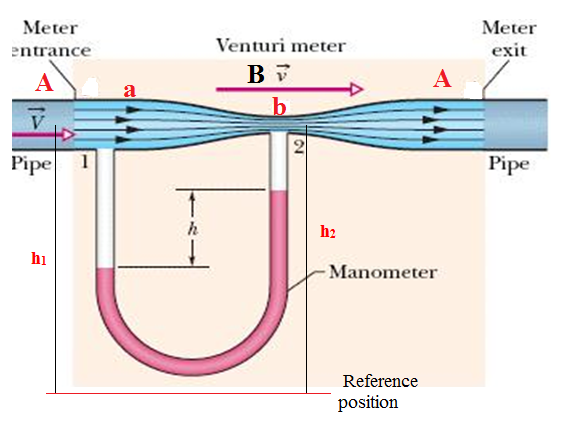 Meter
entrance
Venturi meter
Meter
exit
A
a
B v
A
b
V
Pipe
1
2
Pipe
h
h1
h2
Manometer
Reference
position